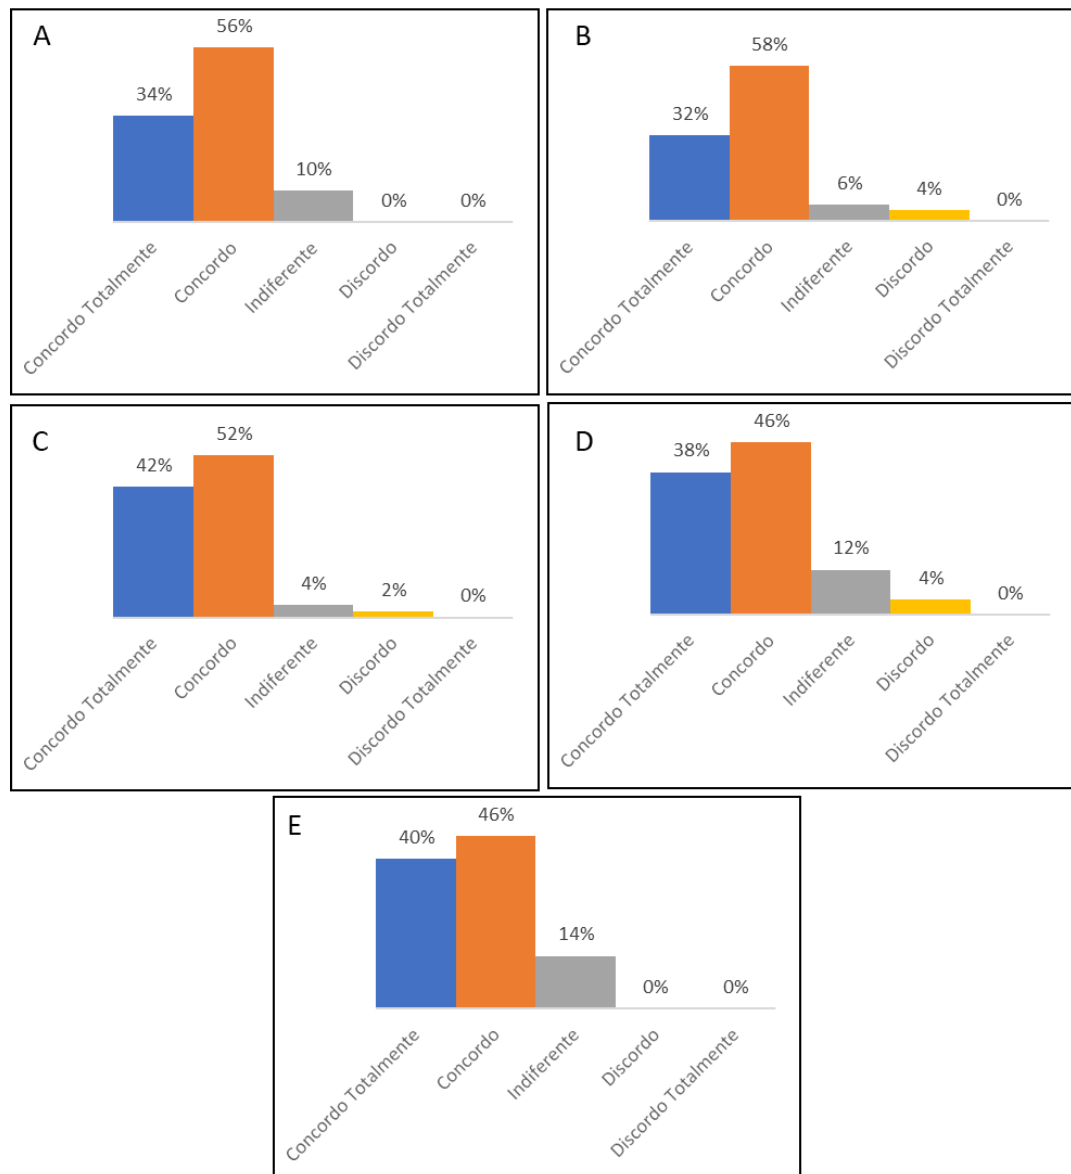 A
56%
34%
10%
0%
0%
Concordo Totalmente
Concordo
Indiferente
Discordo
Discordo Totalmente
B
58%
32%
6%
4%
0%
Concordo Totalmente
Concordo
Indiferente
Discordo
Discordo Totalmente
C
52%
42%
4%
2%
0%
Concordo Totalmente
Concordo
Indiferente
Discordo
Discordo Totalmente
D
46%
38%
12%
4%
0%
Concordo Totalmente
Concordo
Indiferente
Discordo
Discordo Totalmente
E
46%
40%
14%
0%
0%
Concordo Totalmente
Concordo
Indiferente
Discordo
Discordo Totalmente